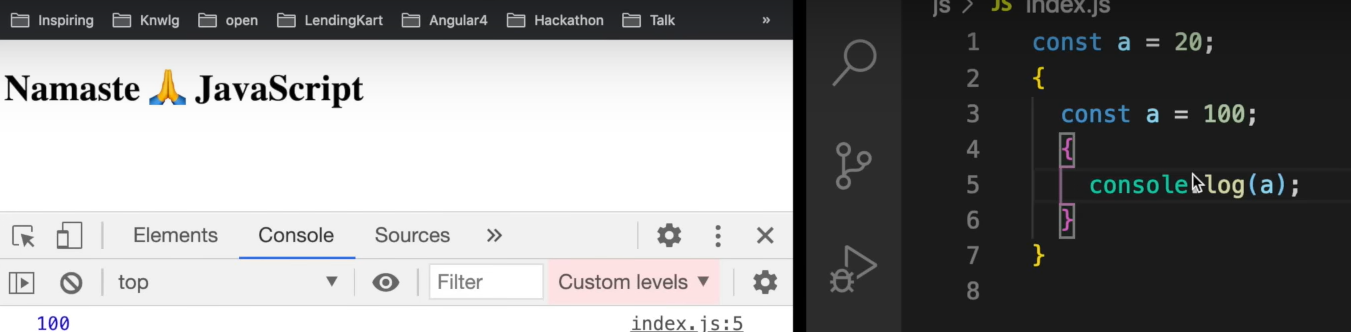 Inspiring Knwlg open LendingKart Angular4 Hackathon Talk »
Namaste 🙏 JavaScript
Elements Console Sources »
top ▼ Filter Custom levels ▼
100 index.js:5
js > JS index.js
1 const a = 20;
2 {
3 const a = 100;
4 {
5 console.log(a);
6 }
7 }
8